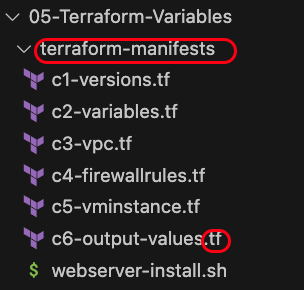 05-Terraform-Variables
terraform-manifests
c1-versions.tf
c2-variables.tf
c3-vpc.tf
c4-firewallrules.tf
c5-vminstance.tf
c6-output-values.tf
$ webserver-install.sh